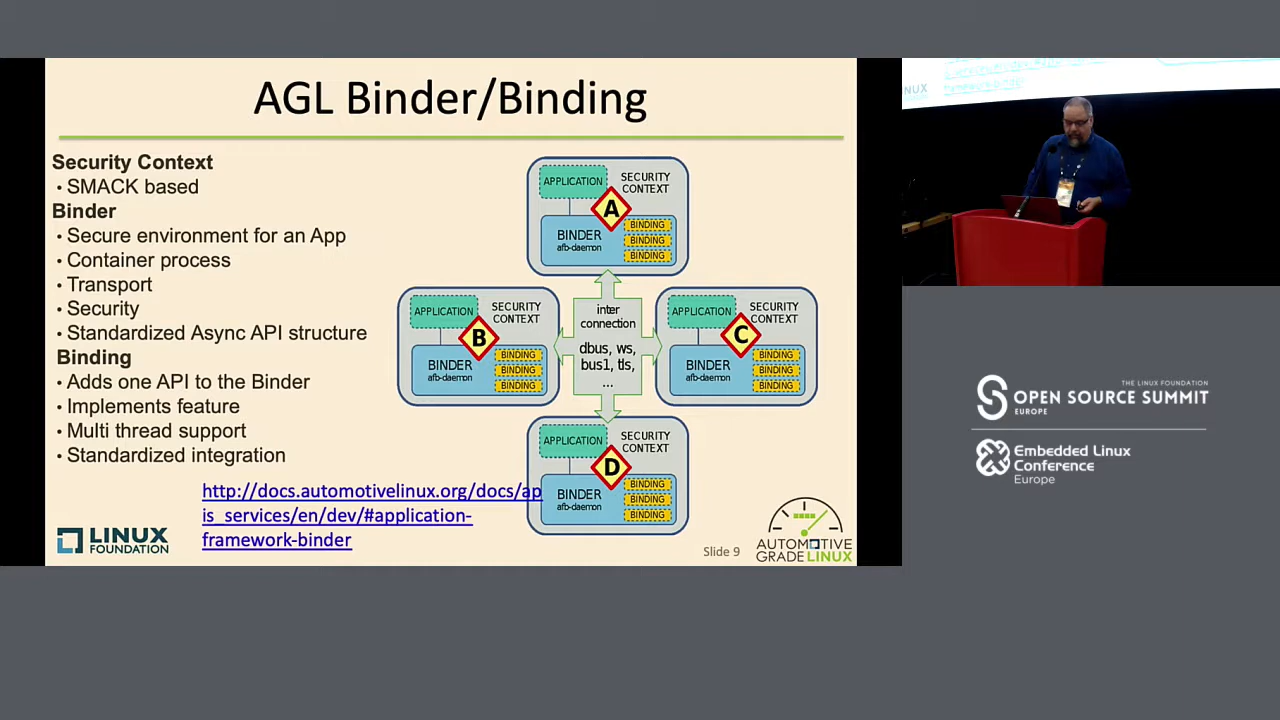 AGL Binder/Binding
Security Context
• SMACK based
Binder
• Secure environment for an App
• Container process
• Transport
• Security
• Standardized Async API structure
Binding
• Adds one API to the Binder
• Implements feature
• Multi thread support
• Standardized integration
http://docs.automotivelinux.org/docs/ap
is_services/en/dev/#application-
framework-binder
APPLICATION
SECURITY
CONTEXT
A
BINDER
afb-daemon
BINDING
BINDING
BINDING
APPLICATION
SECURITY
CONTEXT
B
BINDER
afb-daemon
BINDING
BINDING
BINDING
inter
connection
dbus, ws,
bus1, tls,
...
APPLICATION
SECURITY
CONTEXT
C
BINDER
afb-daemon
BINDING
BINDING
BINDING
APPLICATION
SECURITY
CONTEXT
D
BINDER
afb-daemon
BINDING
BINDING
BINDING
LINUX
FOUNDATION
Slide 9
AUTOMOTIVE
GRADELINUX
THE LINUX FOUNDATION
OPEN SOURCE SUMMIT
EUROPE
Embedded Linux
Conference
Europe